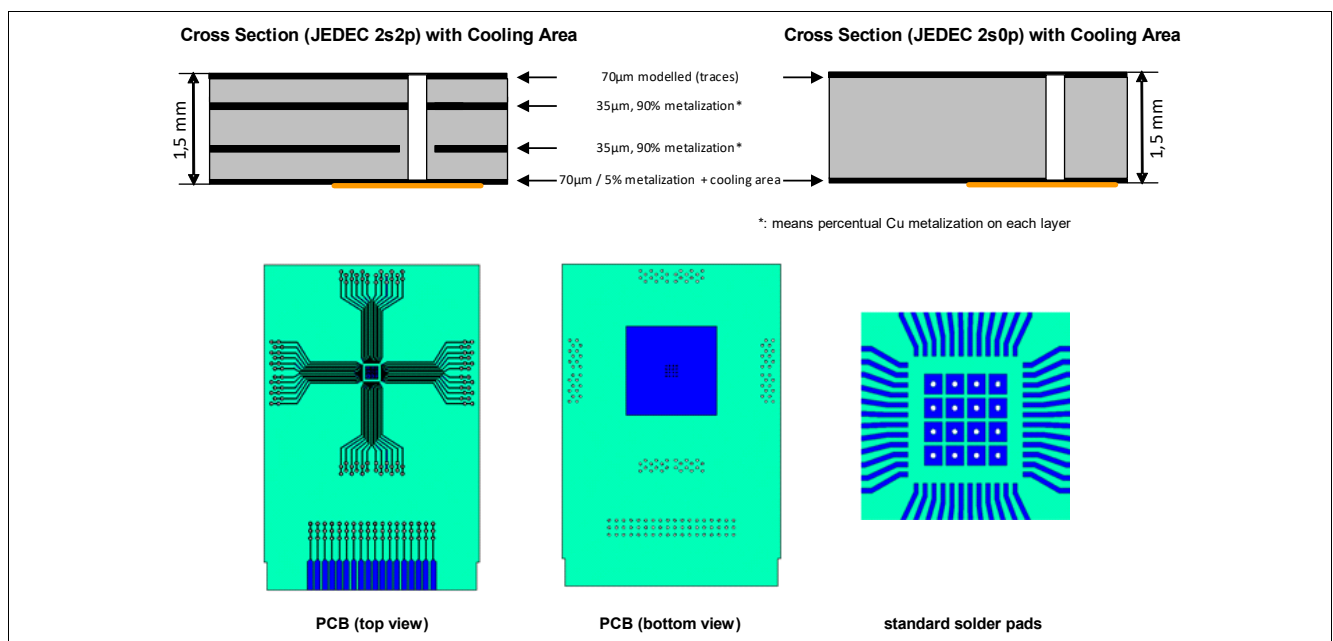 Cross Section (JEDEC 2s2p) with Cooling Area
Cross Section (JEDEC 2s0p) with Cooling Area
1,5 mm
70µm modelled (traces)
35µm, 90% metalization*
35µm, 90% metalization*
70µm / 5% metalization + cooling area
1,5 mm
*: means percentual Cu metalization on each layer
PCB (top view)
PCB (bottom view)
standard solder pads